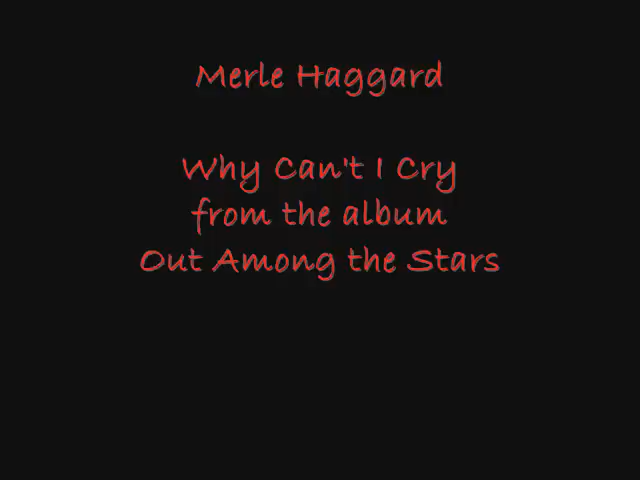 Merle Haggard
Why Can't I Cry
from the album
Out Among the Stars